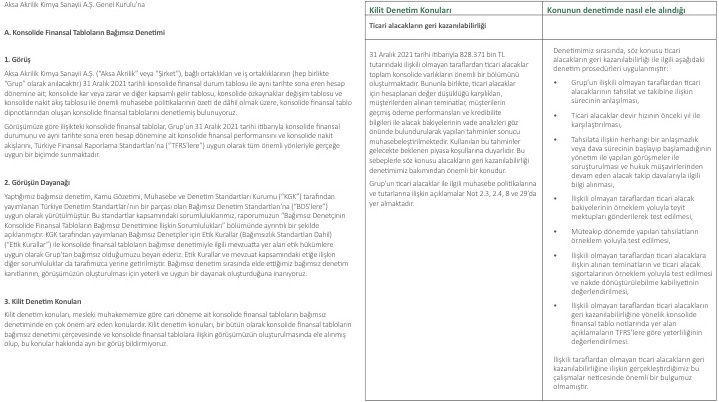 Aksa Akrilik Kimya Sanayii A.Ş. Genel Kurulu'na
A. Konsolide Finansal Tabloların Bağımsız Denetimi
1. Görüş
Aksa Akrilik Kimya Sanayii A.Ş. ("Aksa Akrilik" veya "Şirket"), bağlı ortaklıkları ve iş ortaklıklarının (hep birlikte
"Grup" olarak anılacaktır) 31 Aralık 2021 tarihli konsolide finansal durum tablosu ile aynı tarihte sona eren hesap
dönemine ait; konsolide kar veya zarar ve diğer kapsamlı gelir tablosu, konsolide özkaynaklar değişim tablosu ve
konsolide nakit akış tablosu ile önemli muhasebe politikalarının özeti de dâhil olmak üzere, konsolide finansal tablo
dipnotlarından oluşan konsolide finansal tablolarını denetlemiş bulunuyoruz.
Görüşümüze göre ilişikteki konsolide finansal tablolar, Grup'un 31 Aralık 2021 tarihi itibarıyla konsolide finansal
durumunu ve aynı tarihte sona eren hesap dönemine ait konsolide finansal performansını ve konsolide nakit
akışlarını, Türkiye Finansal Raporlama Standartları'na ("TFRS'lere") uygun olarak tüm önemli yönleriyle gerçeğe
uygun bir biçimde sunmaktadır.
2. Görüşün Dayanağı
Yaptığımız bağımsız denetim, Kamu Gözetimi, Muhasebe ve Denetim Standartları Kurumu ("KGK") tarafından
yayımlanan Türkiye Denetim Standartları'nın bir parçası olan Bağımsız Denetim Standartları'na ("BDS'lere")
uygun olarak yürütülmüştür. Bu standartlar kapsamındaki sorumluluklarımız, raporumuzun "Bağımsız Denetçinin
Konsolide Finansal Tabloların Bağımsız Denetimine İlişkin Sorumlulukları" bölümünde ayrıntılı bir şekilde
açıklanmıştır. KGK tarafından yayımlanan Bağımsız Denetçiler için Etik Kurallar (Bağımsızlık Standartları Dahil)
("Etik Kurallar") ile konsolide finansal tabloların bağımsız denetimiyle ilgili mevzuatta yer alan etik hükümlere
uygun olarak Grup'tan bağımsız olduğumuzu beyan ederiz. Etik Kurallar ve mevzuat kapsamındaki etiğe ilişkin
diğer sorumluluklar da tarafımızca yerine getirilmiştir. Bağımsız denetim sırasında elde ettiğimiz bağımsız denetim
kanıtlarının, görüşümüzün oluşturulması için yeterli ve uygun bir dayanak oluşturduğuna inanıyoruz.
3. Kilit Denetim Konuları
Kilit denetim konuları, mesleki muhakememize göre cari döneme ait konsolide finansal tabloların bağımsız
denetiminde en çok önem arz eden konulardır. Kilit denetim konuları, bir bütün olarak konsolide finansal tabloların
bağımsız denetimi çerçevesinde ve konsolide finansal tablolara ilişkin görüşümüzün oluşturulmasında ele alınmış
olup, bu konular hakkında ayrı bir görüş bildirmiyoruz.
Kilit Denetim Konuları
Ticari alacakların geri kazanılabilirliği
31 Aralık 2021 tarihi itibarıyla 828.371 bin TL
tutarındaki ilişkili olmayan taraflardan ticari alacaklar
toplam konsolide varlıkların önemli bir bölümünü
oluşturmaktadır. Bununla birlikte, ticari alacaklar
için hesaplanan değer düşüklüğü karşılıkları,
müşterilerden alınan teminatlar, müşterilerin
geçmiş ödeme performansları ve kredibilite
bilgileri ile alacak bakiyelerinin vade analizleri göz
önünde bulundurularak yapılan tahminler sonucu
muhasebeleştirilmektedir. Kullanılan bu tahminler
gelecekte beklenen piyasa koşullarına duyarlıdır. Bu
sebeplerle söz konusu alacakların geri kazanılabilirliği
denetimimiz bakımından önemli bir konudur.
Grup'un ticari alacaklar ile ilgili muhasebe politikalarına
ve tutarlarına ilişkin açıklamalar Not 2.3, 2.4, 8 ve 29'da
yer almaktadır.
Konunun denetimde nasıl ele alındığı
Denetimimiz sırasında, söz konusu ticari alacakların
geri kazanılabilirliği ile ilgili aşağıdaki
denetim prosedürleri uygulanmıştır:
• Grup'un ilişkili olmayan taraflardan ticari
alacaklarının tahsilat ve takibine ilişkin
sürecinin anlaşılması,
• Ticari alacaklar devir hızının önceki yıl ile
karşılaştırılması,
• Tahsilata ilişkin herhangi bir anlaşmazlık
veya dava sürecinin başlayıp başlamadığının
yönetim ile yapılan görüşmeler ile
soruşturulması ve hukuk müşavirlerinden
devam eden alacak takip davalarıyla ilgili
bilgi alınması,
• İlişkili olmayan taraflardan ticari alacak
bakiyelerinin örneklem yoluyla teyit
mektupları gönderilerek test edilmesi,
• Müteakip dönemde yapılan tahsilatların
örneklem yoluyla test edilmesi,
• İlişkili olmayan taraflardan ticari alacaklara
ilişkin alınan teminatların ve ticari alacak
sigortalarının örneklem yoluyla test edilmesi
ve nakde dönüştürülebilme kabiliyetinin
değerlendirilmesi,
• İlişkili olmayan taraflardan ticari alacakların
geri kazanılabilirliğine yönelik konsolide
finansal tablo notlarında yer alan
açıklamaların TFRS'lere göre yeterliliğinin
değerlendirilmesi.
İlişkili taraflardan olmayan ticari alacakların geri
kazanılabilirliğine ilişkin gerçekleştirdiğimiz bu
çalışmalar neticesinde önemli bir bulgumuz
olmamıştır.